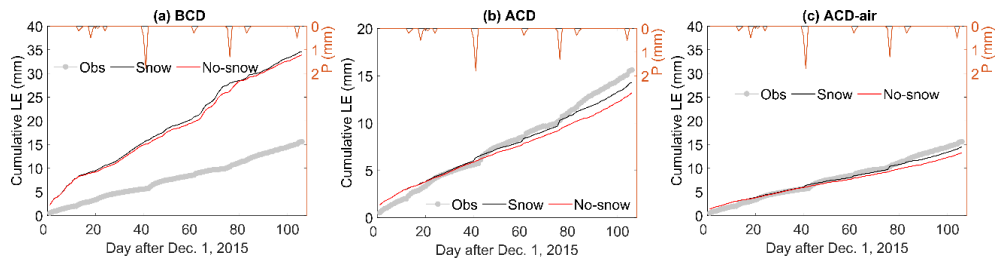 (a) BCD
40
35
30
25
20
15
10
5
0
Cumulative LE (mm)
0
1
2
P (mm)
Obs Snow No-snow
0 20 40 60 80 100
Day after Dec. 1, 2015
(b) ACD
20
15
10
5
0
Cumulative LE (mm)
0
1
2
P (mm)
Obs Snow No-snow
0 20 40 60 80 100
Day after Dec. 1, 2015
(c) ACD-air
40
35
30
25
20
15
10
5
0
Cumulative LE (mm)
0
1
2
P (mm)
Obs Snow No-snow
0 20 40 60 80 100
Day after Dec. 1, 2015